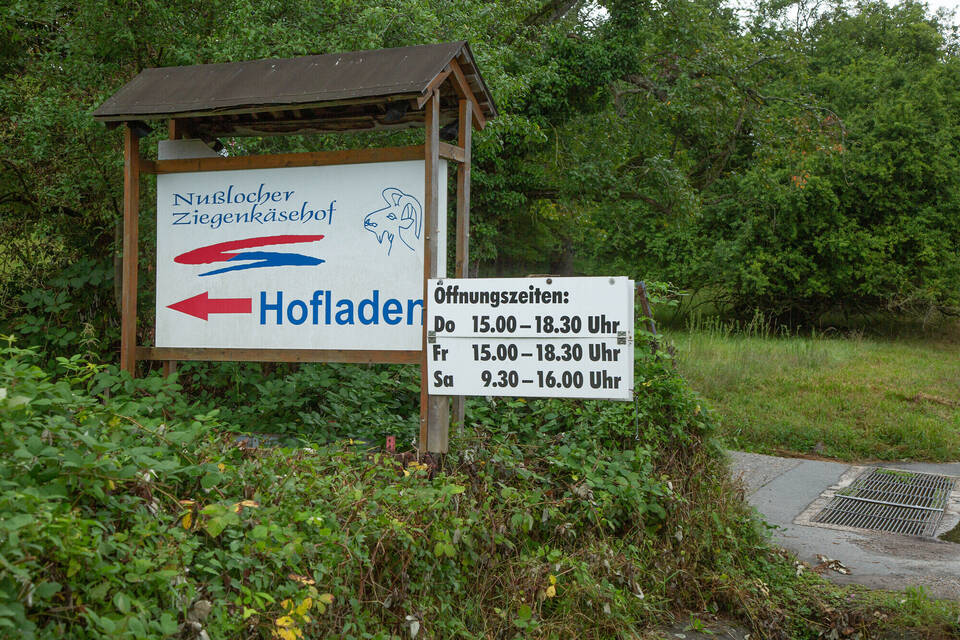 Nußlocher
Ziegenkäsehof
Hofladen
Öffnungszeiten:
Do 15.00–18.30 Uhr
Fr 15.00–18.30 Uhr
Sa 9.30–16.00 Uhr